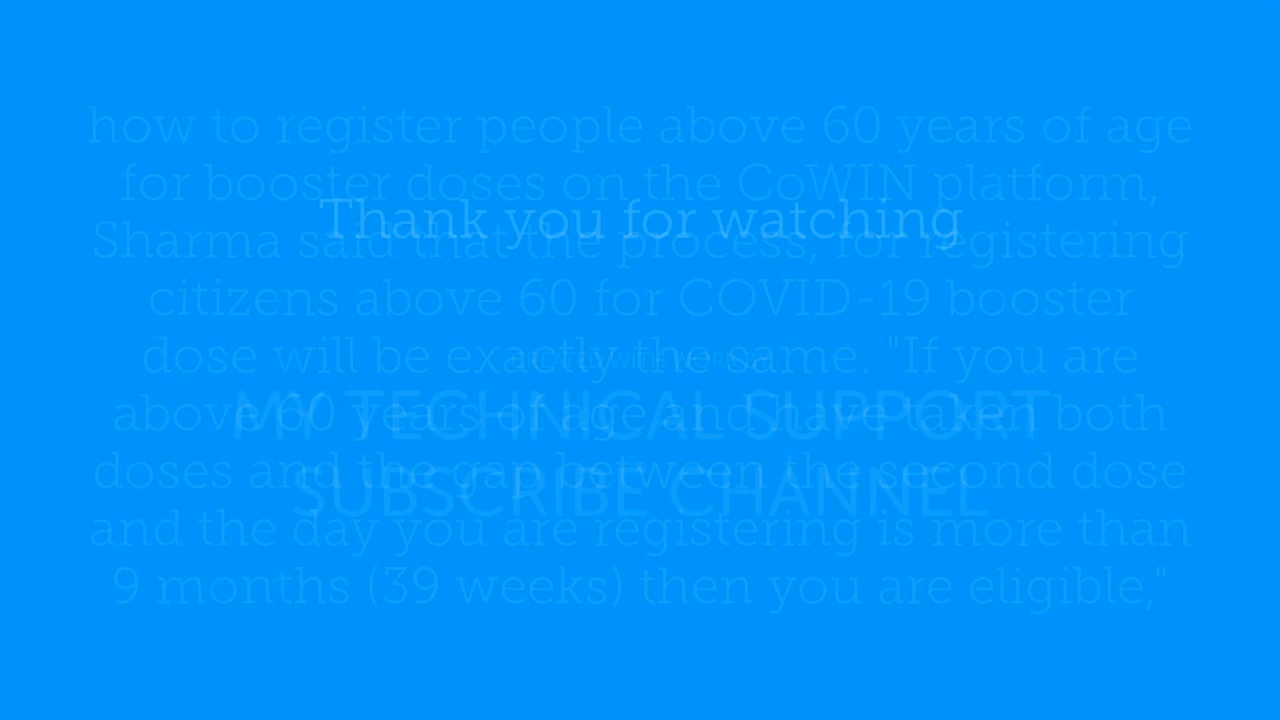 how to register people above 60 years of age
for booster doses on the CoWIN platform,
Thank you for watching
Sharma said that the process, for registering
citizens above 60 for COVID-19 booster
dose will be exactly the same. "If you are
above 60 years of age and have taken both
MY TECHNICAL SUPPORT
doses and the gap between the second dose
SUBSCRIBE CHANNEL
and the day you are registering is more than
9 months (39 weeks) then you are eligible,"